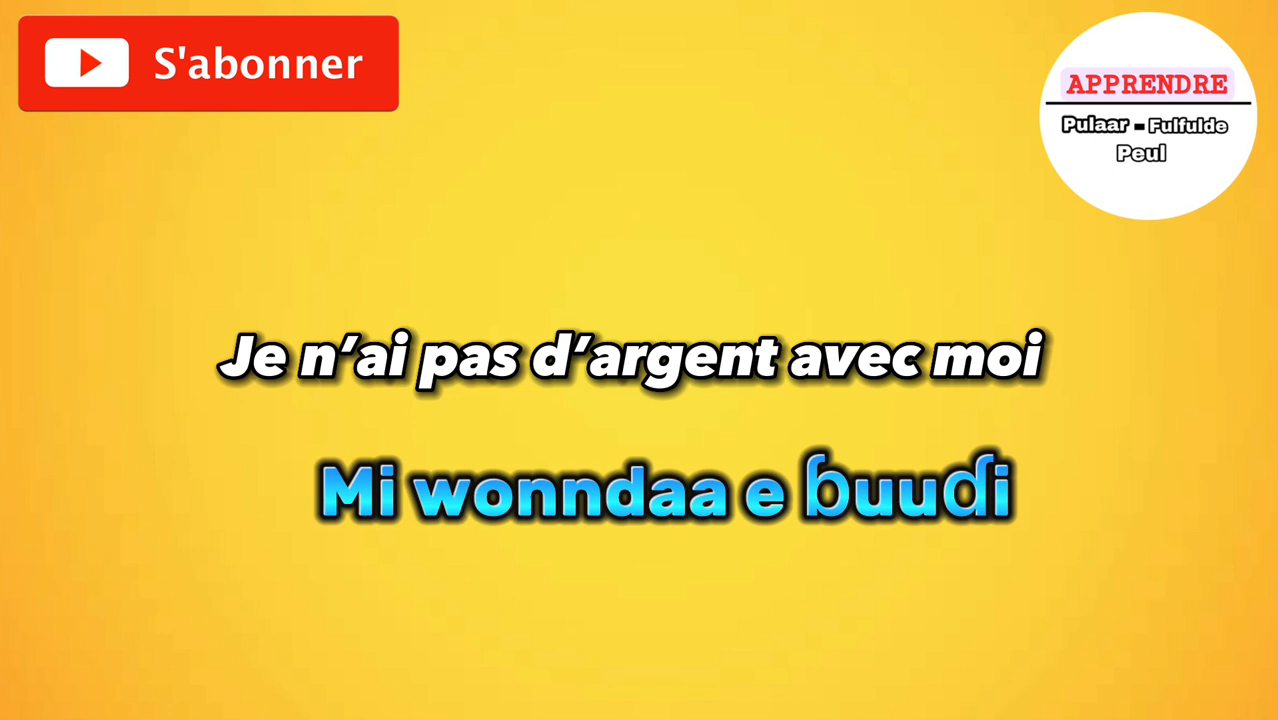 S'abonner
APPRENDRE
Pulaar - Fulfulde
Peul
Je n’ai pas d’argent avec moi
Mi wonndaa e ɓuuɗi